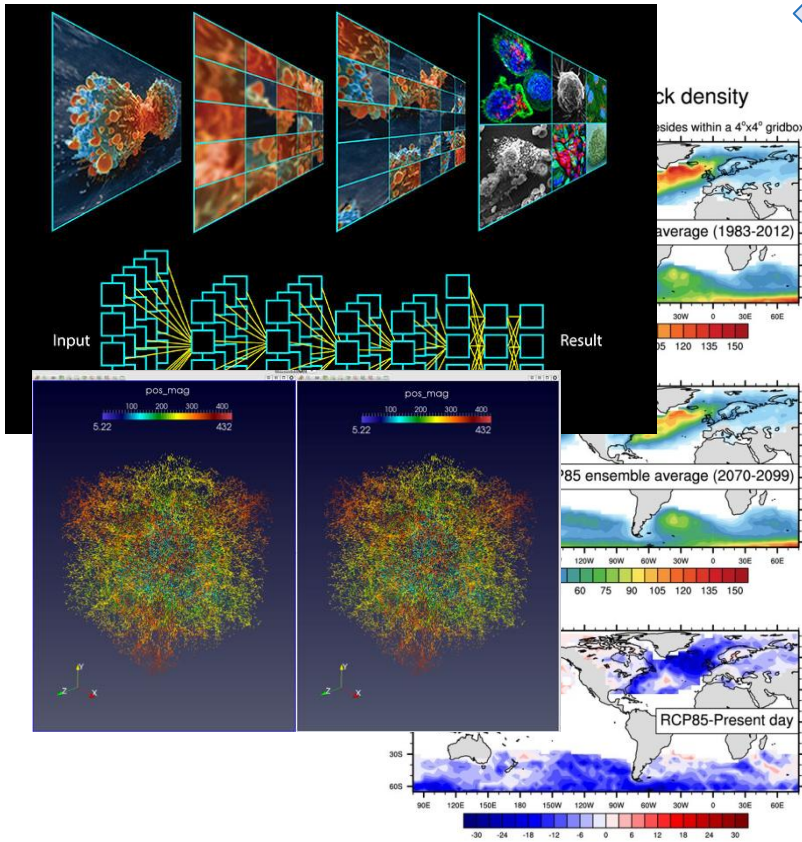 ck density
esides within a 4°x4° gridbox
average (1983-2012)
30W 0 30E 60E
05 120 135 150
Input
Result
pos_mag
100 200 300 400
5.22 432
pos_mag
100 200 300 400
5.22 432
Y
Z X
Y
Z X
P85 ensemble average (2070-2099)
120W 90W 60W 30W 0 30E 60E
60 75 90 105 120 135 150
RCP85-Present day
30S
60S
90E 120E 150E 180 150W 120W 90W 60W 30W 0 30E 60E
-30 -24 -18 -12 -6 0 6 12 18 24 30